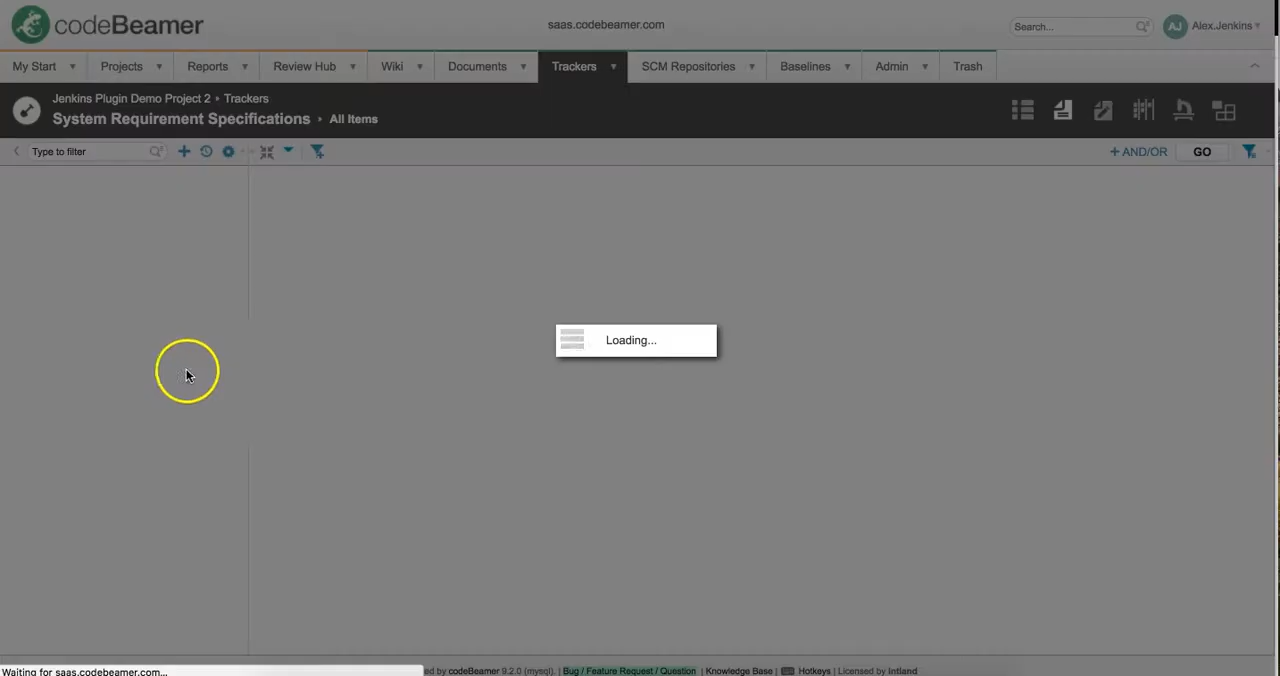 codeBeamer
saas.codebeamer.com
Search...
AJ
Alex.Jenkins
My Start
Projects
Reports
Review Hub
Wiki
Documents
Trackers
SCM Repositories
Baselines
Admin
Trash
Jenkins Plugin Demo Project 2 ▸ Trackers
System Requirement Specifications ▸ All Items
Type to filter
+ AND/OR
GO
Loading...
Waiting for saas.codebeamer.com...
ed by codeBeamer 9.2.0 (mysql). | Bug / Feature Request / Question | Knowledge Base | Hotkeys | Licensed by Intland